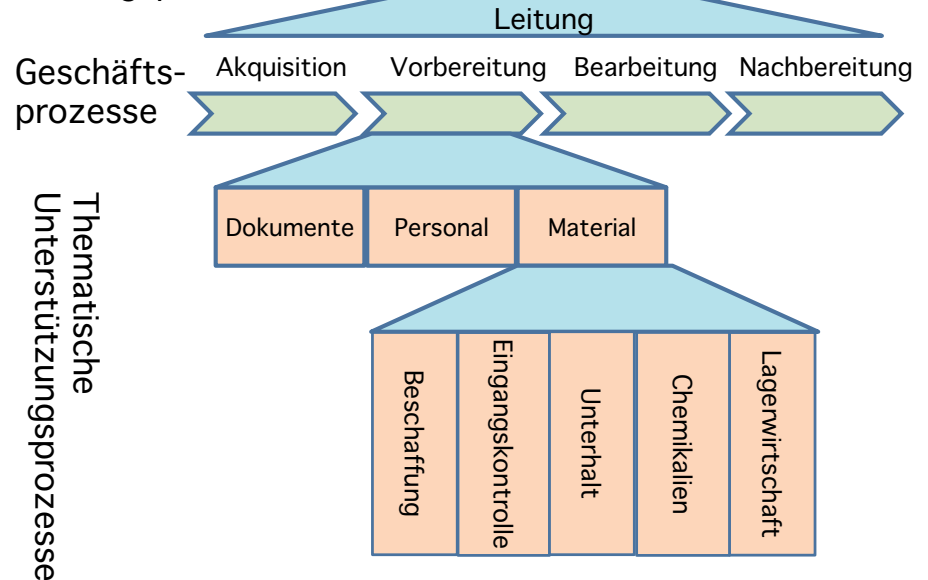 Leitung
Geschäfts-
prozesse
Akquisition
Vorbereitung
Bearbeitung
Nachbereitung
Thematische
Unterstützungsprozesse
Dokumente
Personal
Material
Beschaffung
Eingangskontrolle
Unterhalt
Chemikalien
Lagerwirtschaft